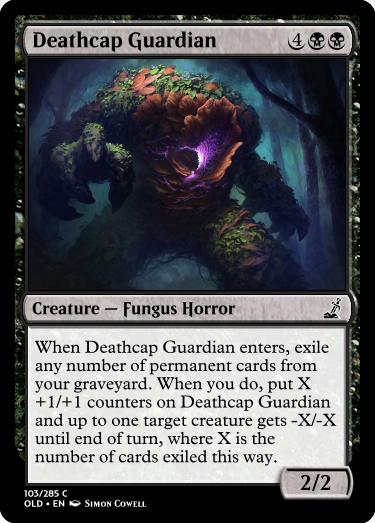 Deathcap Guardian 4
Creature — Fungus Horror
When Deathcap Guardian enters, exile
any number of permanent cards from
your graveyard. When you do, put X
+1/+1 counters on Deathcap Guardian
and up to one target creature gets -X/-X
until end of turn, where X is the
number of cards exiled this way.
2/2
103/285 C
OLD • EN Simon Cowell